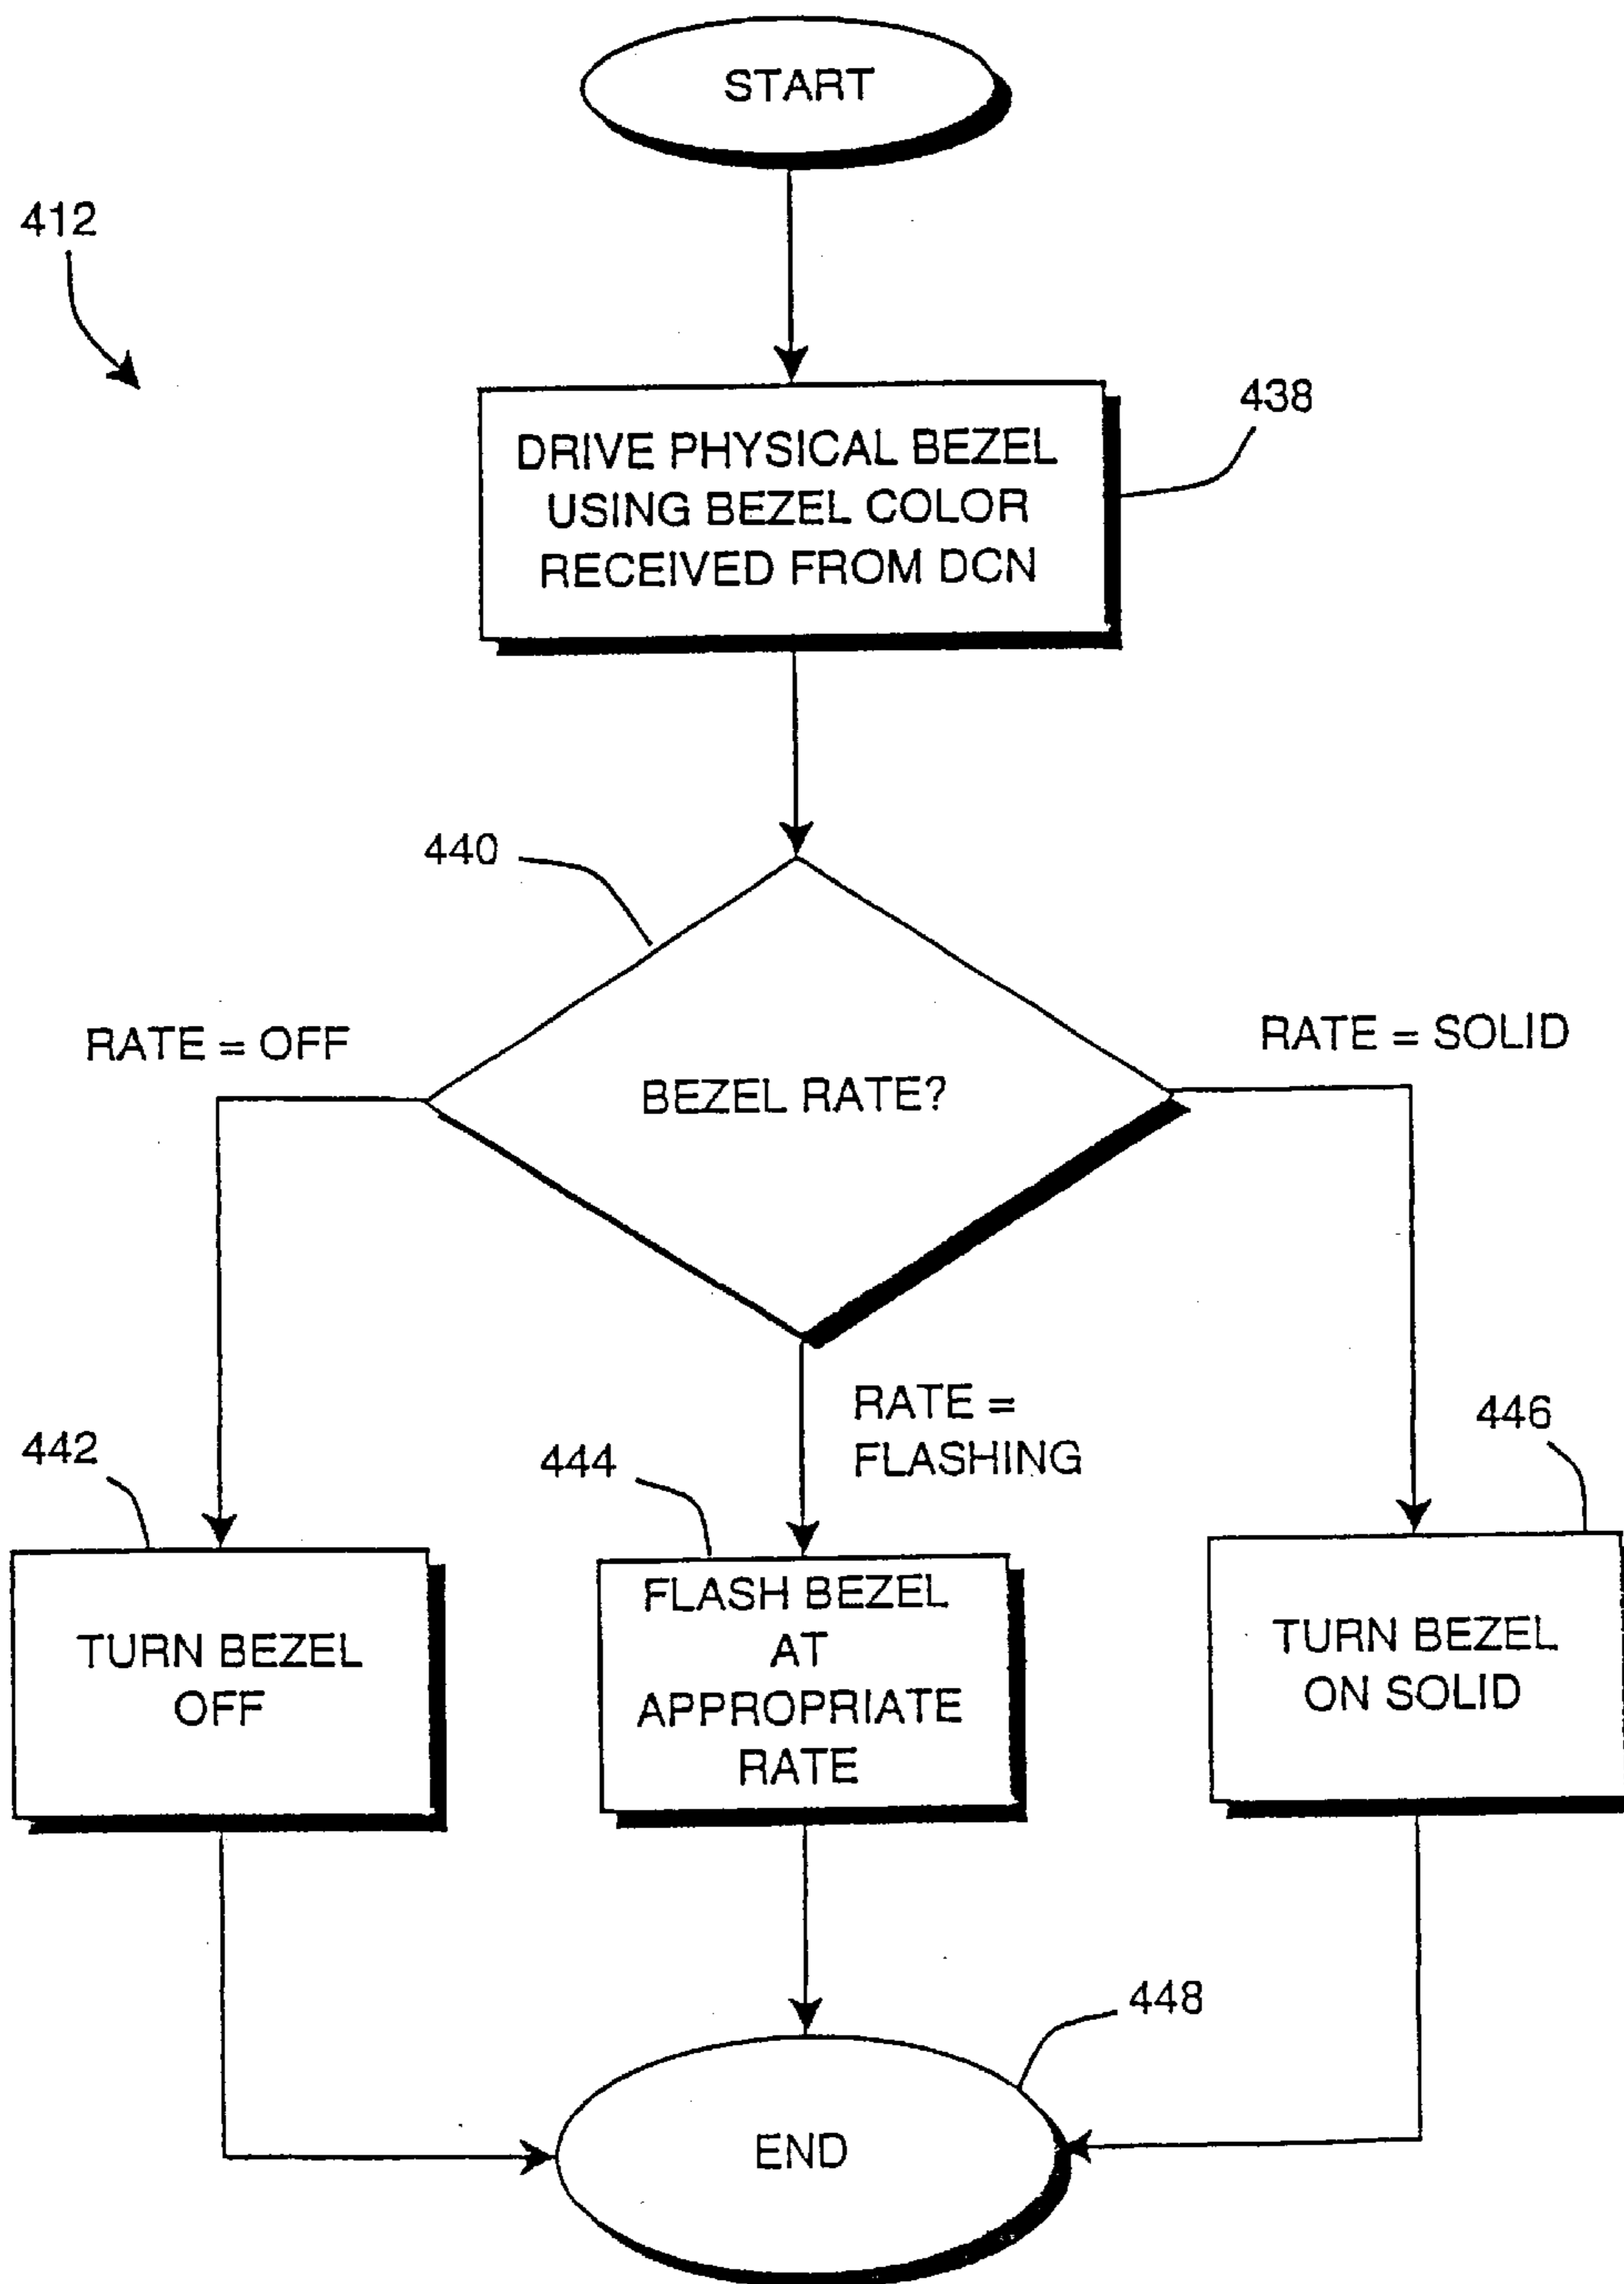 START
412
438
DRIVE PHYSICAL BEZEL
USING BEZEL COLOR
RECEIVED FROM DCN
440
RATE = OFF
RATE = SOLID
BEZEL RATE?
RATE =
FLASHING
442
444
446
TURN BEZEL
OFF
FLASH BEZEL
AT
APPROPRIATE
RATE
TURN BEZEL
ON SOLID
448
END